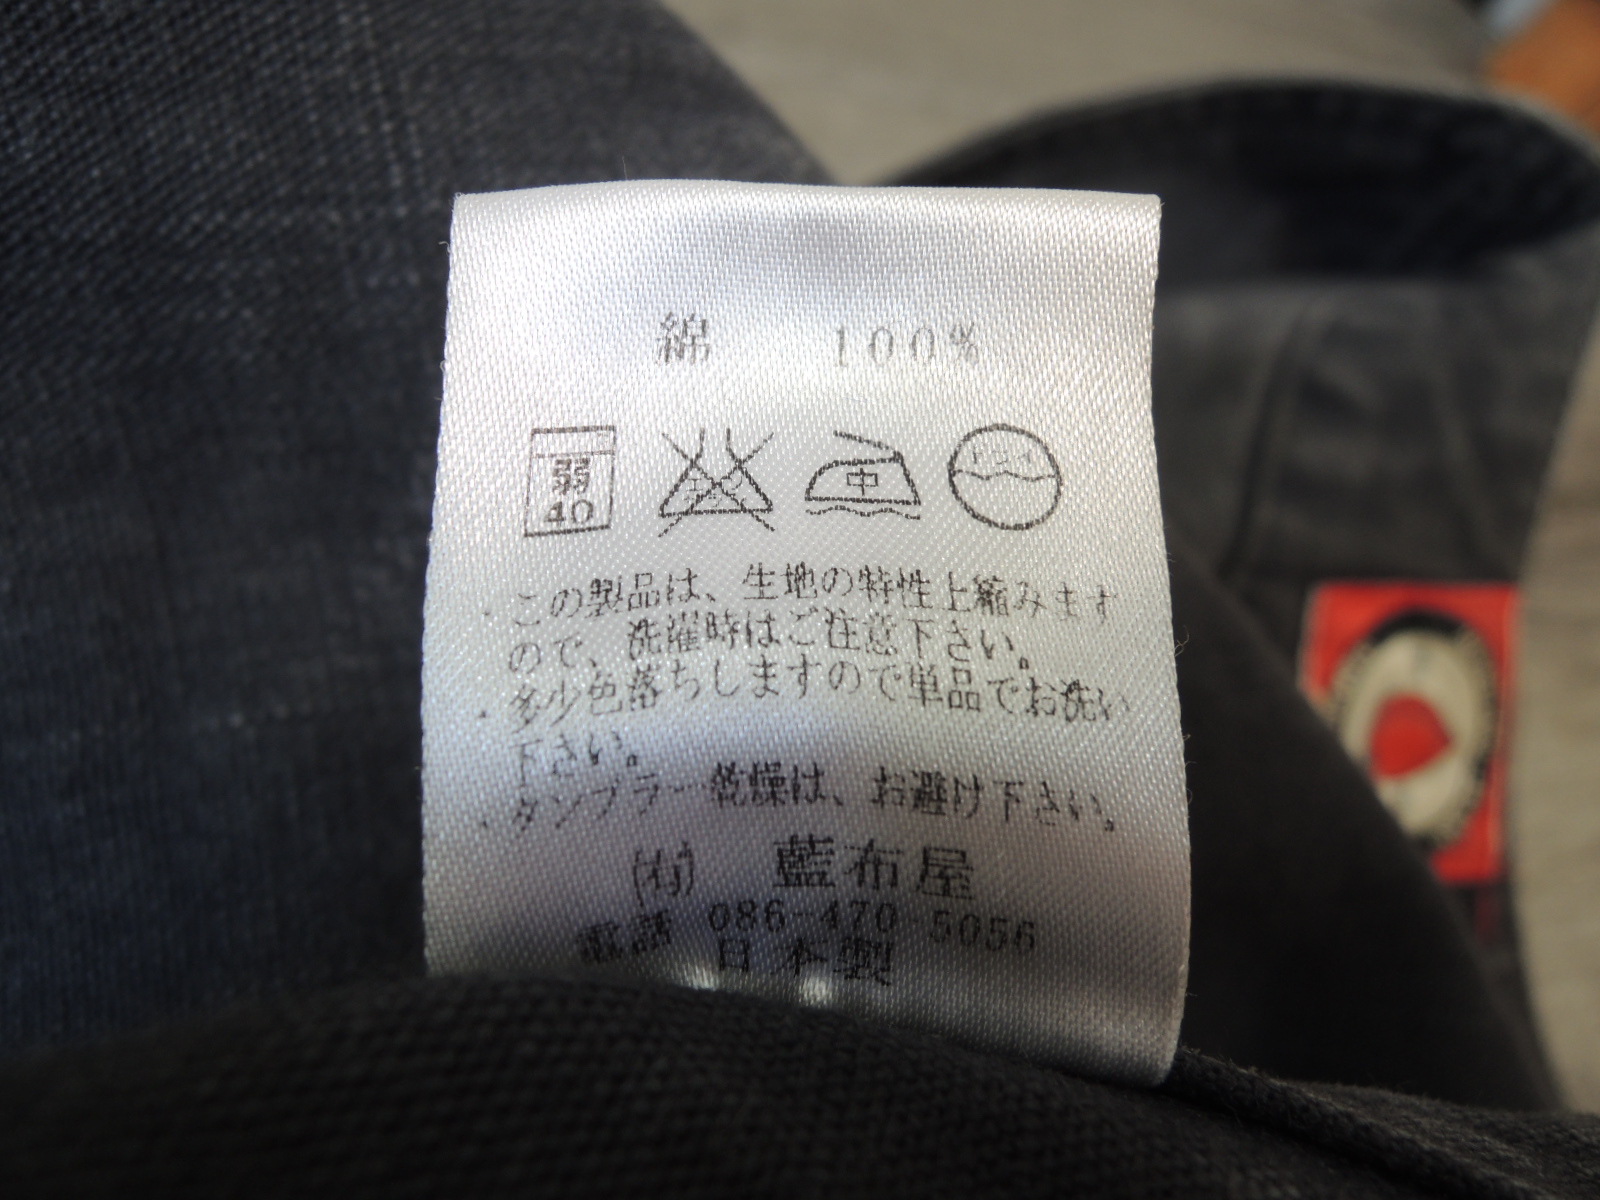 綿 100%
弱
40
中
・この製品は、生地の特性上縮みます
ので、洗濯時はご注意下さい。
・多少色落ちしますので単品でお洗い
下さい。
・タンブラー乾燥は、お避け下さい。
(有) 藍布屋
電話 086-470-5056
日本製